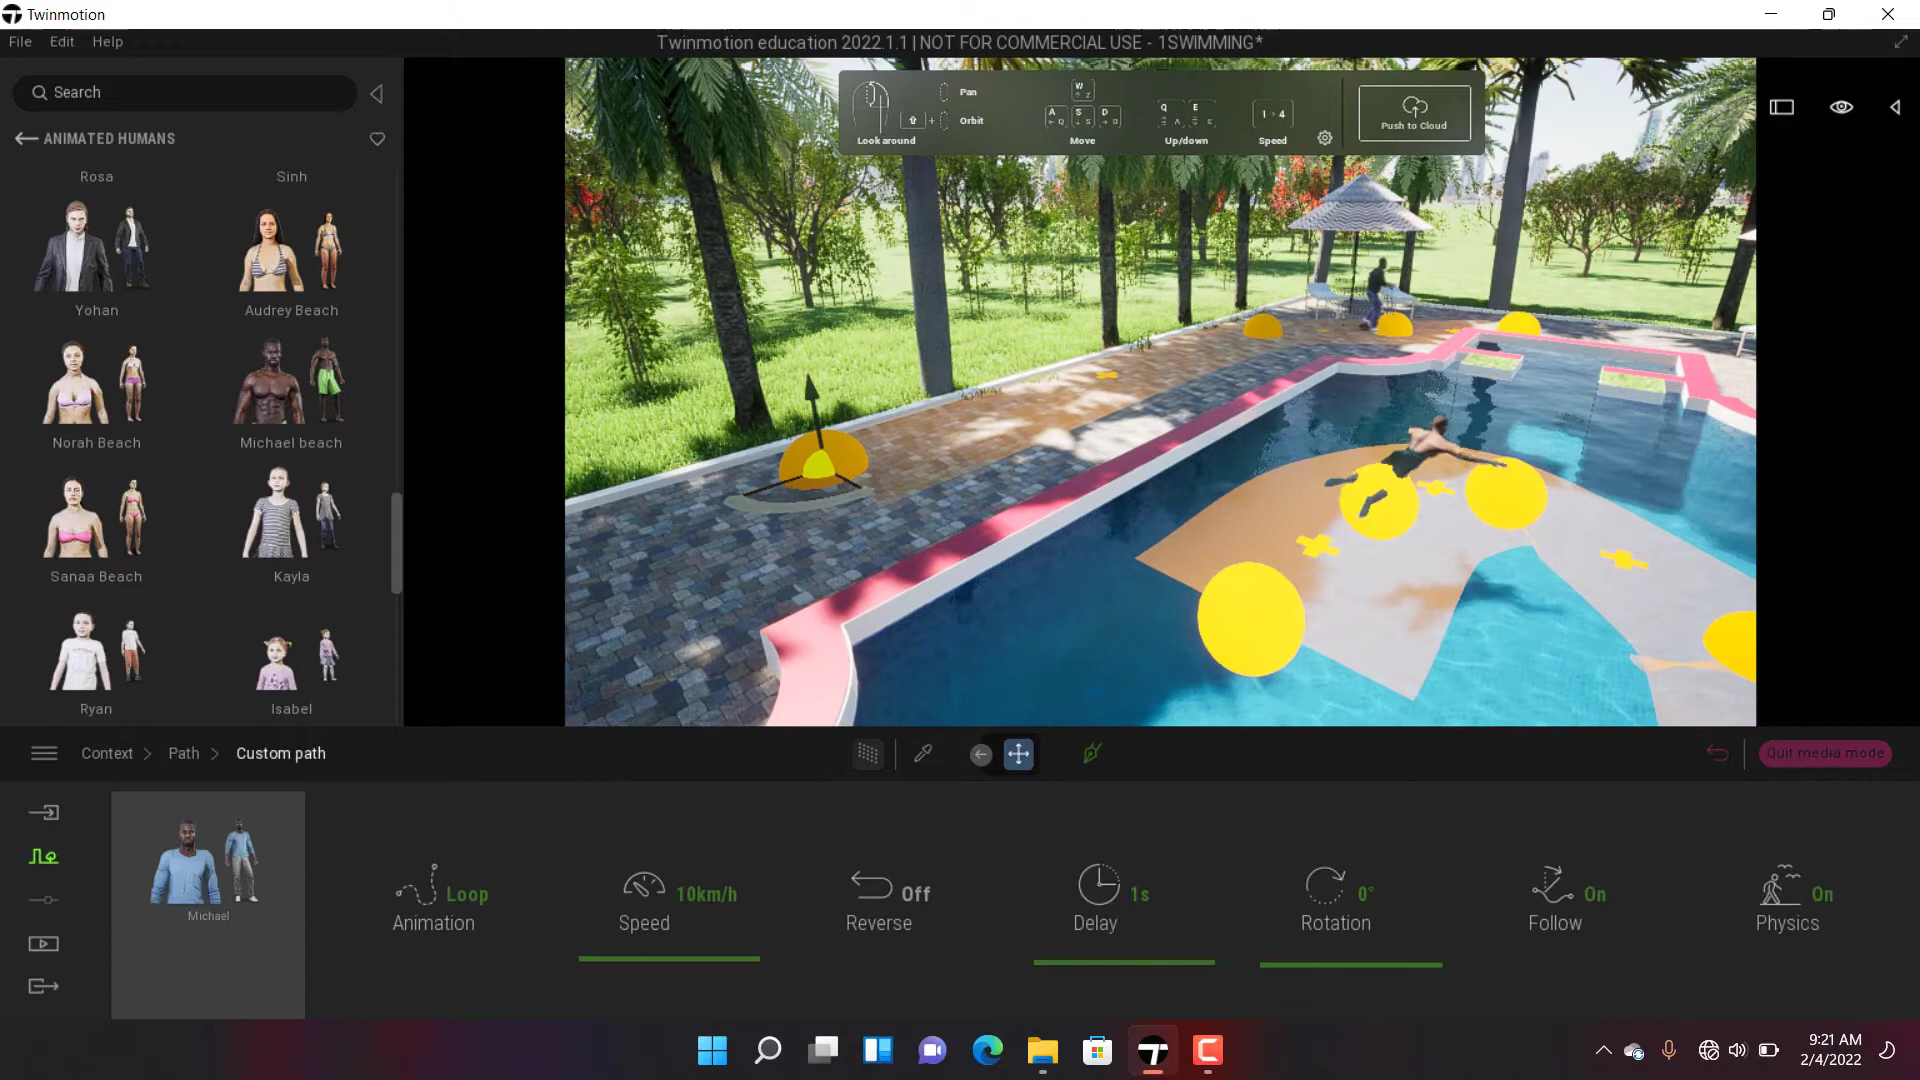 Twinmotion
File Edit Help
Twinmotion education 2022.1.1 | NOT FOR COMMERCIAL USE - 1SWIMMING*
Search
ANIMATED HUMANS
Rosa Sinh
Yohan Audrey Beach
Norah Beach Michael beach
Sanaa Beach Kayla
Ryan Isabel
Pan
Orbit
Look around
W
A S D
Move
Q E
Up/down
1 > 4
Speed
Push to Cloud
Context > Path > Custom path
Quit media mode
Michael
Loop
Animation
10km/h
Speed
Off
Reverse
1s
Delay
0°
Rotation
On
Follow
On
Physics
9:21 AM
2/4/2022